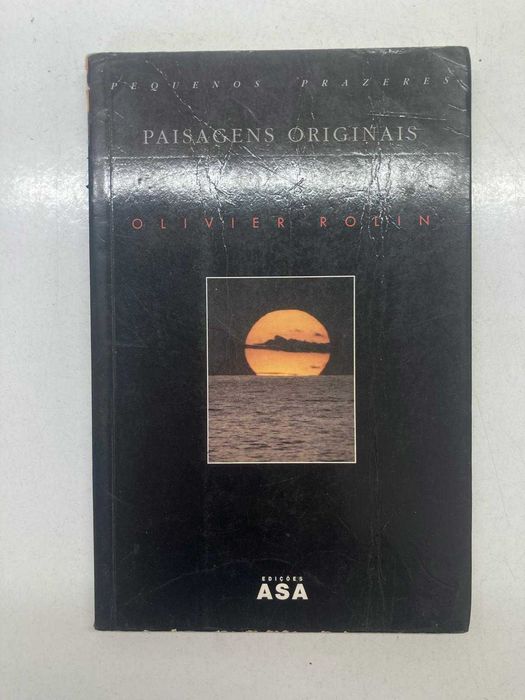 PEQUENOS PRAZERES
PAISAGENS ORIGINAIS
OLIVIER ROLIN
EDIÇÕES
ASA